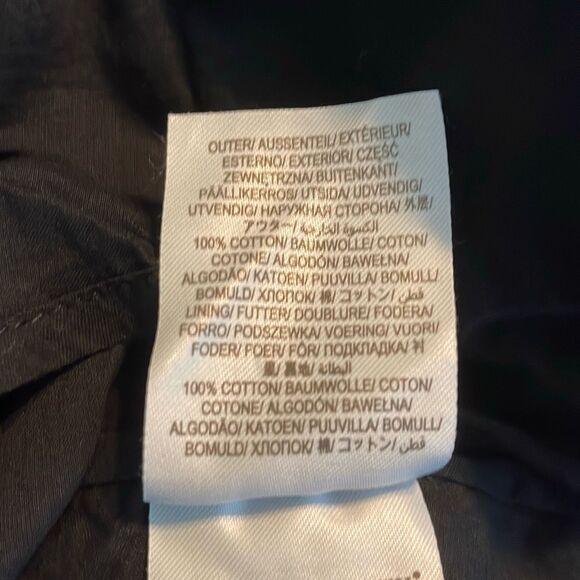 OUTER/ AUSSENTEIL/ EXTÉRIEUR/
ESTERNO/ EXTERIOR/ CZĘŚĆ
ZEWNĘTRZNA/ BUITENKANT/
PÄÄLLIKERROS/ UTSIDA/ UDVENDIG/
UTVENDIG/ НАРУЖНАЯ СТОРОНА/ 外层/
アウター/ الكسوة الخارجية/
100% COTTON/ BAUMWOLLE/ COTON/
COTONE/ ALGODÓN/ BAWEŁNA/
ALGODÃO/ KATOEN/ PUUVILLA/ BOMULL/
BOMULD/ ХЛОПОК/ 棉/ コットン/ قطن/
LINING/ FUTTER/ DOUBLURE/ FODERA/
FORRO/ PODSZEWKA/ VOERING/ VUORI/
FODER/ FOER/ FÔR/ ПОДКЛАДКА/ 衬
里/ 裏地/ البطانة/
100% COTTON/ BAUMWOLLE/ COTON/
COTONE/ ALGODÓN/ BAWEŁNA/
ALGODÃO/ KATOEN/ PUUVILLA/ BOMULL/
BOMULD/ ХЛОПОК/ 棉/ コットン/ قطن/